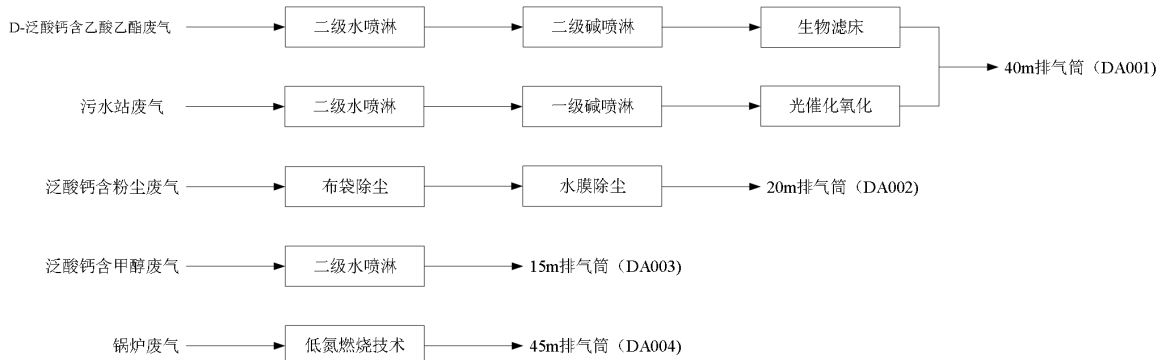 D-泛酸钙含乙酸乙酯废气
二级水喷淋
二级碱喷淋
生物滤床
40m排气筒（DA001)
污水站废气
二级水喷淋
一级碱喷淋
光催化氧化
泛酸钙含粉尘废气
布袋除尘
水膜除尘
20m排气筒（DA002)
泛酸钙含甲醇废气
二级水喷淋
15m排气筒（DA003)
锅炉废气
低氮燃烧技术
45m排气筒（DA004)